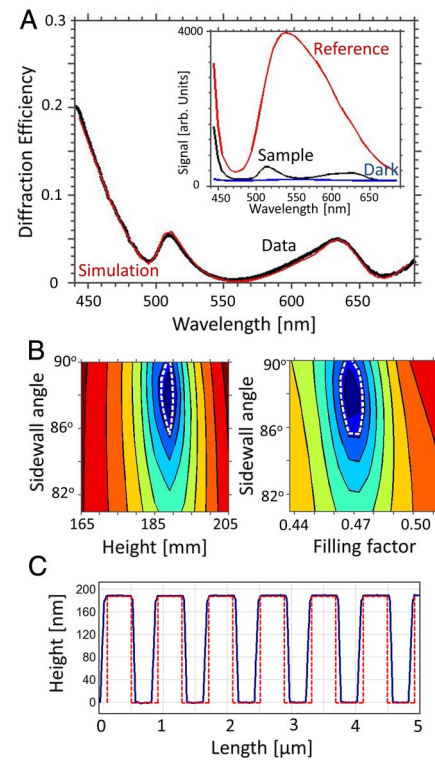 A
0.3
0.2
0.1
0
Diffraction Efficiency
4000
Reference
Sample
Dark
0
Signal [arb. Units]
450 500 550 600 650
Wavelength [nm]
Data
Simulation
450 500 550 600 650
Wavelength [nm]
B
90º
86º
82º
Sidewall angle
165 185 205
Height [mm]
90º
86º
82º
Sidewall angle
0.44 0.47 0.50
Filling factor
C
200
160
120
80
40
0
Height [nm]
0 1 2 3 4 5
Length [μm]